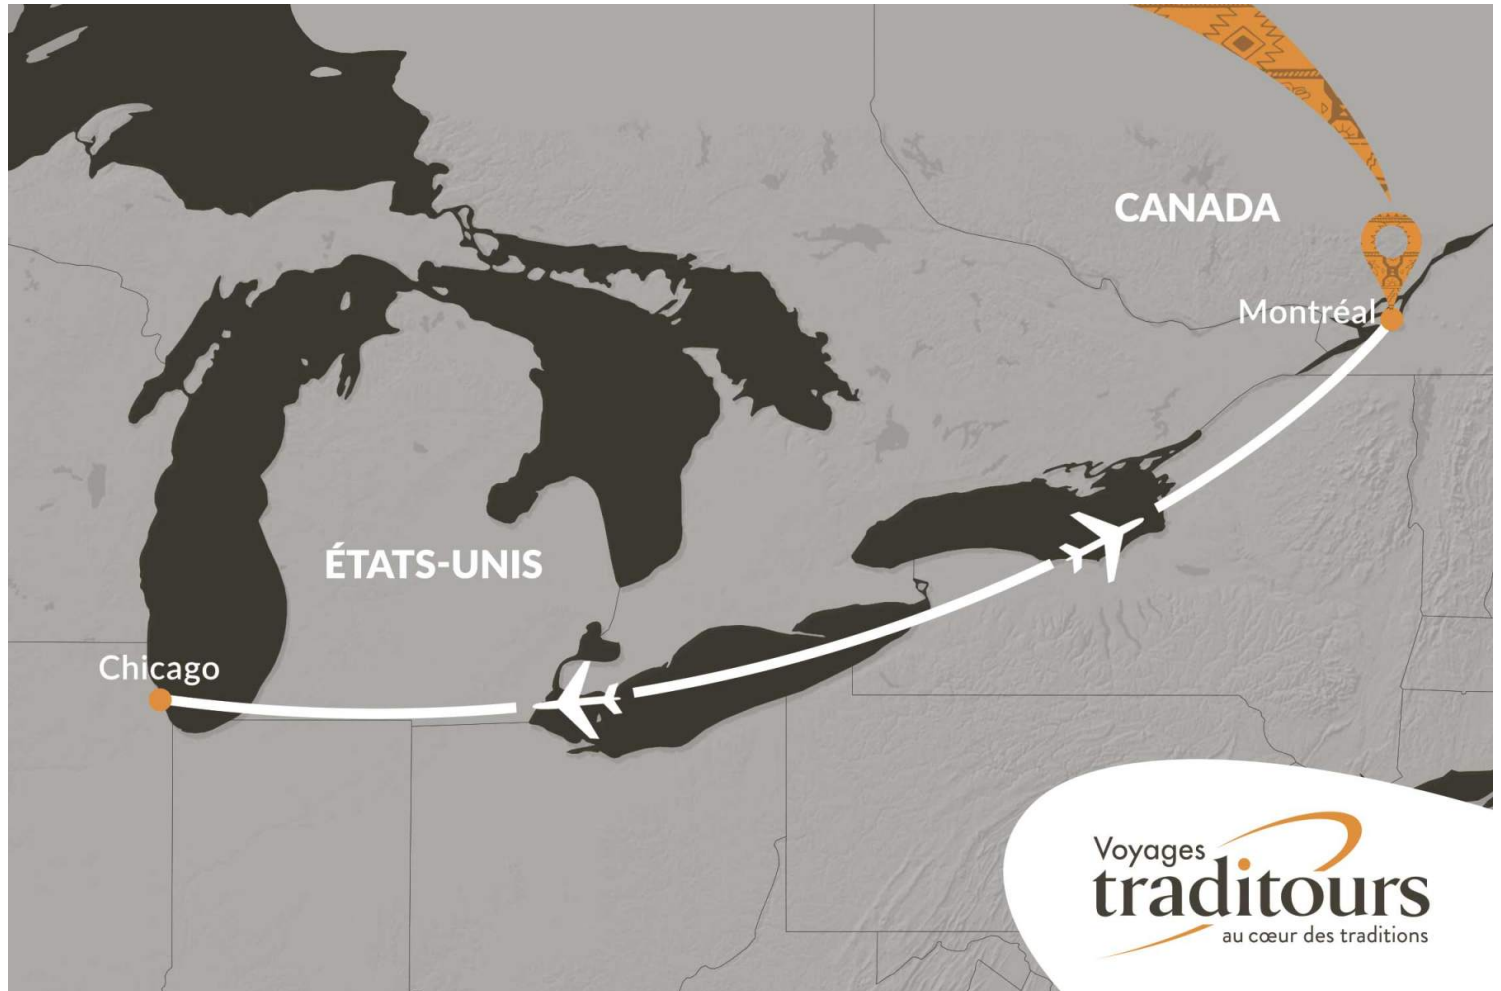 CANADA
Montréal
ÉTATS-UNIS
Chicago
Voyages
traditours
au cœur des traditions